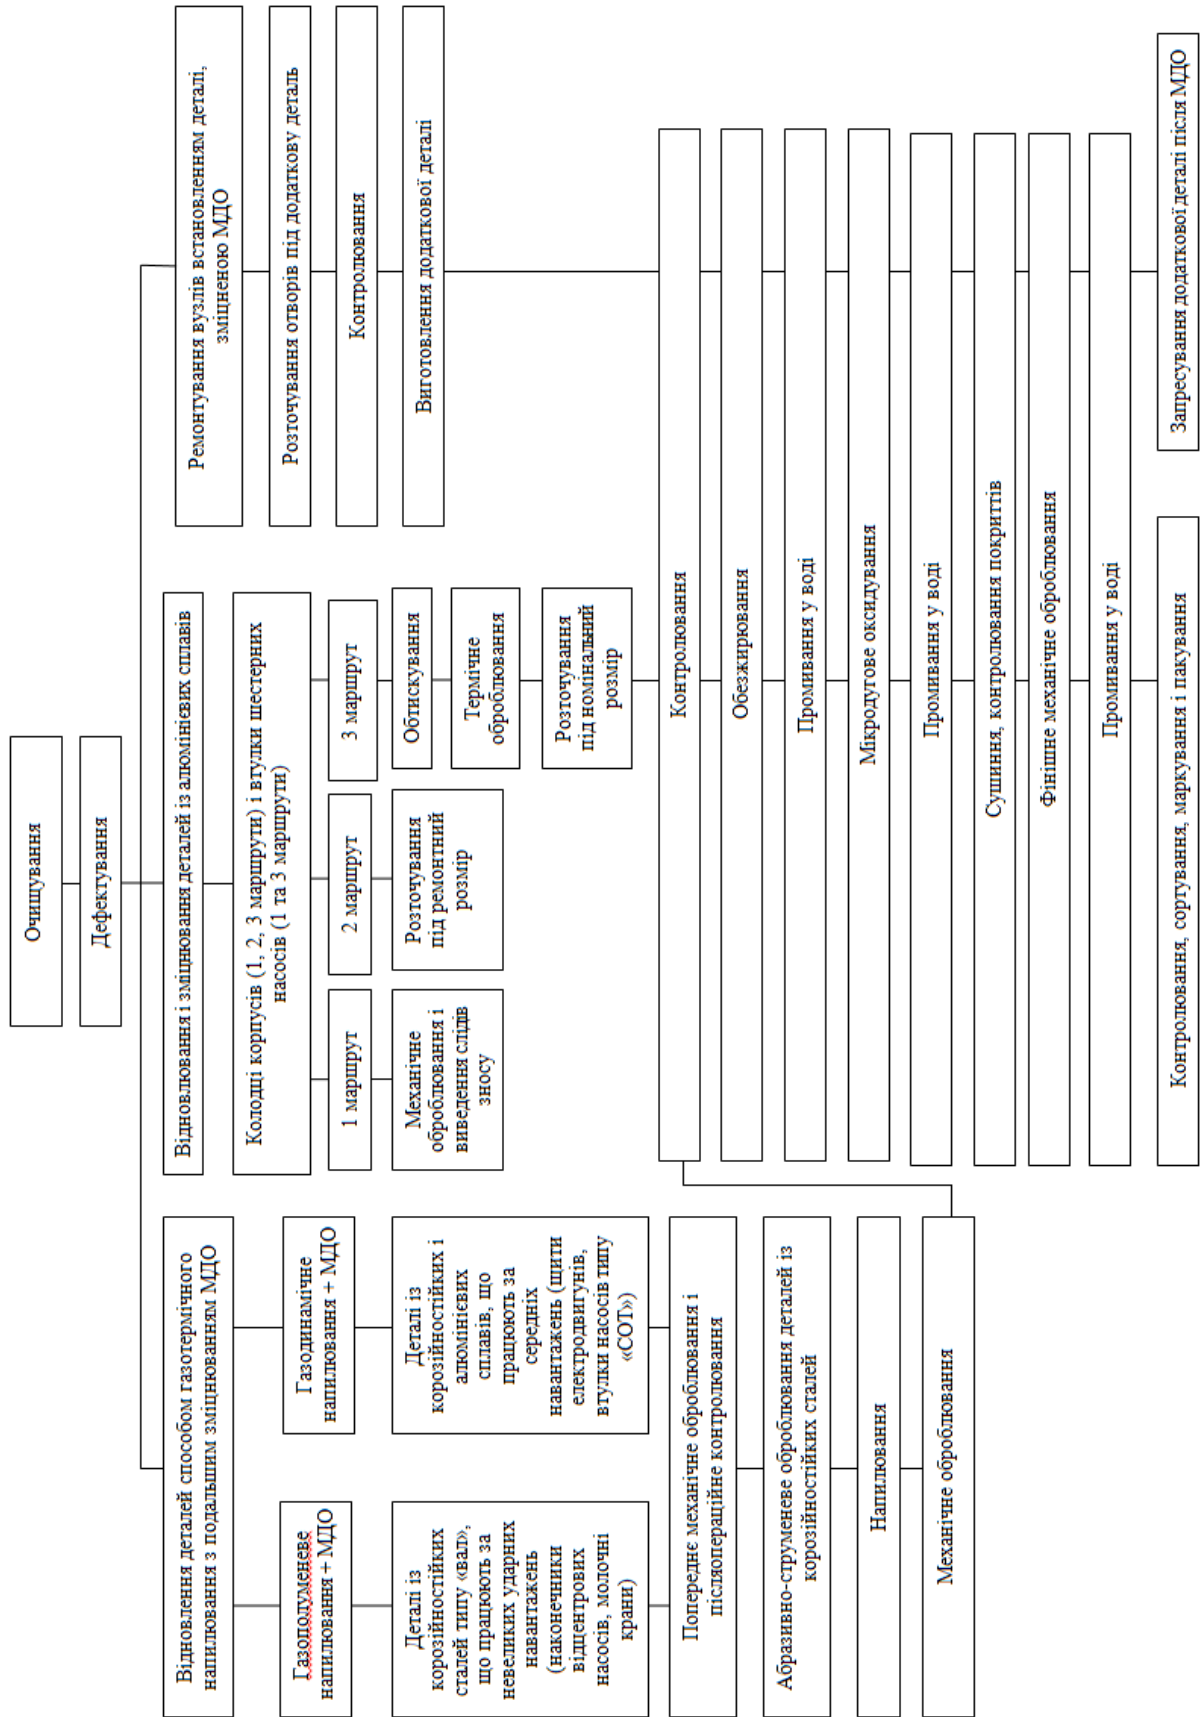 Очищування
Дефектування
Відновлення деталей способом газотермічного
напилювання з подальшим зміцнюванням МДО
Газополуменеве
напилювання + МДО
Газодинамічне
напилювання + МДО
Деталі із
корозійностійких
сталей типу «вал»,
що працюють за
невеликих ударних
навантажень
(наконечники
відцентрових
насосів, молочні
крани)
Деталі із
корозійностійких і
алюмінієвих
сплавів, що
працюють за
середніх
навантажень (щити
електродвигунів,
втулки насосів типу
«СОТ»)
Попереднє механічне оброблювання і
післяопераційне контролювання
Абразивно-струменеве оброблювання деталей із
корозійностійких сталей
Напилювання
Механічне оброблювання
Відновлювання і зміцнювання деталей із алюмінієвих сплавів
Колодці корпусів (1, 2, 3 маршрути) і втулки шестерних
насосів (1 та 3 маршрути)
1 маршрут
2 маршрут
3 маршрут
Механічне
оброблювання і
виведення слідів
зносу
Розточування
під ремонтний
розмір
Обтискування
Термічне
оброблювання
Розточування
під номінальний
розмір
Ремонтування вузлів встановленням деталі,
зміцненою МДО
Розточування отворів під додаткову деталь
Контролювання
Виготовлення додаткової деталі
Контролювання
Обезжирювання
Промивання у воді
Мікродугове оксидування
Промивання у воді
Сушиння, контролювання покриттів
Фінішне механічне оброблювання
Промивання у воді
Контролювання, сортування, маркування і пакування
Запресування додаткової деталі після МДО